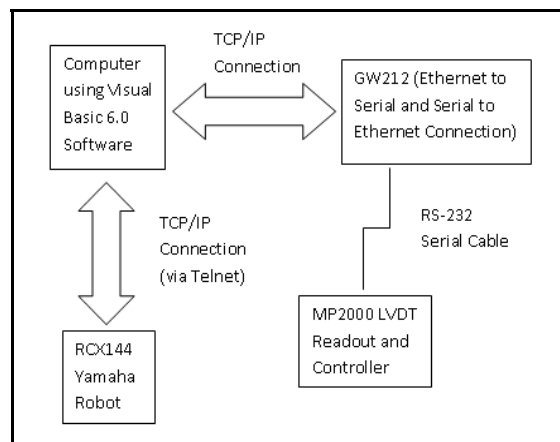 Computer
using Visual
Basic 6.0
Software
TCP/IP
Connection
GW212 (Ethernet to
Serial and Serial to
Ethernet Connection)
TCP/IP
Connection
(via Telnet)
RS-232
Serial Cable
RCX144
Yamaha
Robot
MP2000 LVDT
Readout and
Controller